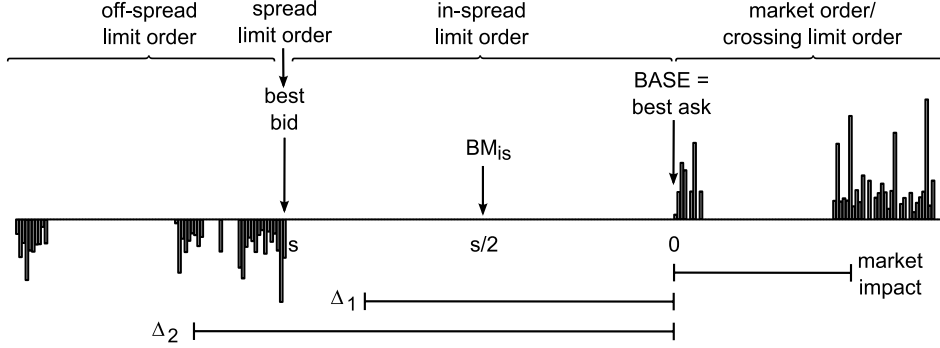 off-spread
limit order
spread
limit order
in-spread
limit order
market order/
crossing limit order
best
bid
BM_is
BASE =
best ask
s
s/2
0
market
impact
Δ_1
Δ_2